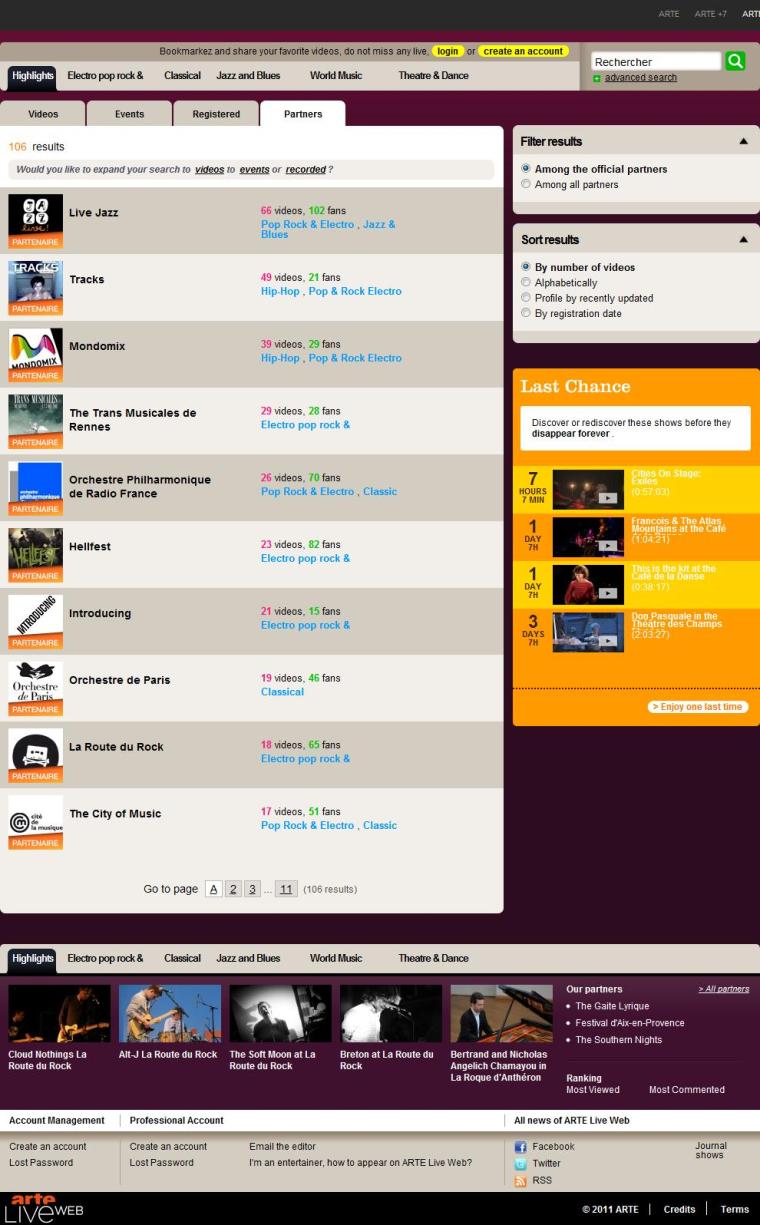 ARTE ARTE +7 ART
Bookmarkez and share your favorite videos, do not miss any live, login or create an account
Rechercher
advanced search
Highlights Electro pop rock & Classical Jazz and Blues World Music Theatre & Dance
Videos Events Registered Partners
106 results
Would you like to expand your search to videos to events or recorded ?
JAZZ live!
PARTENAIRE
Live Jazz
66 videos, 102 fans
Pop Rock & Electro , Jazz &
Blues
TRACKS
PARTENAIRE
Tracks
49 videos, 21 fans
Hip-Hop , Pop & Rock Electro
MONDOMIX
PARTENAIRE
Mondomix
39 videos, 29 fans
Hip-Hop , Pop & Rock Electro
TRANS MUSICALES
PARTENAIRE
The Trans Musicales de
Rennes
29 videos, 28 fans
Electro pop rock &
orchestre
philharmonique
PARTENAIRE
Orchestre Philharmonique
de Radio France
26 videos, 70 fans
Pop Rock & Electro , Classic
HELLFEST
PARTENAIRE
Hellfest
23 videos, 82 fans
Electro pop rock &
INTRODUCING
PARTENAIRE
Introducing
21 videos, 15 fans
Electro pop rock &
Orchestre
de Paris
PARTENAIRE
Orchestre de Paris
19 videos, 46 fans
Classical
PARTENAIRE
La Route du Rock
18 videos, 65 fans
Electro pop rock &
cité
de
la musique
PARTENAIRE
The City of Music
17 videos, 51 fans
Pop Rock & Electro , Classic
Go to page A 2 3 ... 11 (106 results)
Filter results
Among the official partners
Among all partners
Sort results
By number of videos
Alphabetically
Profile by recently updated
By registration date
Last Chance
Discover or rediscover these shows before they
disappear forever .
7
HOURS
7 MIN
Cities On Stage:
Exiles
(0:57:03)
1
DAY
7H
Francois & The Atlas
Mountains at the Café
(1:04:21)
1
DAY
7H
This is the kit at the
Café de la Danse
(0:38:17)
3
DAYS
7H
Don Pasquale in the
Théatre des Champs
(2:03:27)
> Enjoy one last time
Highlights Electro pop rock & Classical Jazz and Blues World Music Theatre & Dance
Cloud Nothings La
Route du Rock
Alt-J La Route du Rock
The Soft Moon at La
Route du Rock
Breton at La Route du
Rock
Bertrand and Nicholas
Angelich Chamayou in
La Roque d'Anthéron
Our partners > All partners
The Gaite Lyrique
Festival d'Aix-en-Provence
The Southern Nights
Ranking
Most Viewed Most Commented
Account Management Professional Account All news of ARTE Live Web
Create an account
Lost Password
Create an account
Lost Password
Email the editor
I'm an entertainer, how to appear on ARTE Live Web?
Facebook
Twitter
RSS
Journal
shows
arte
LIVEWEB
© 2011 ARTE Credits Terms